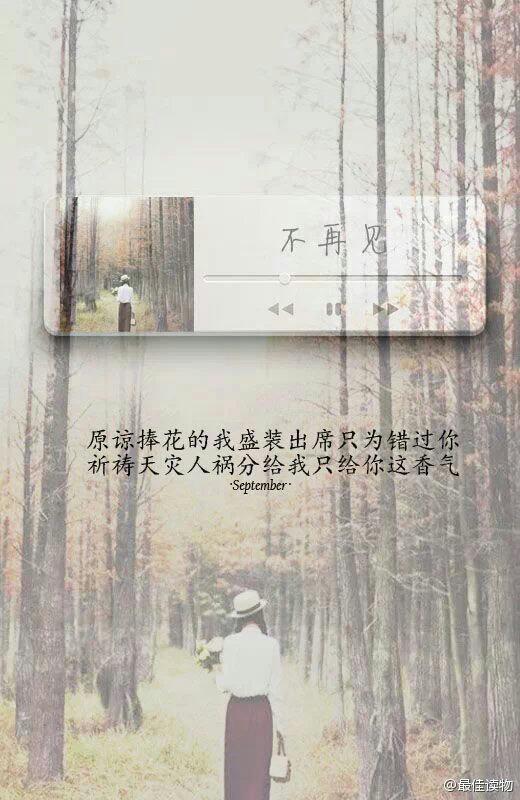 不再见
原谅捧花的我盛装出席只为错过你
祈祷天灾人祸分给我只给你这香气
·September·
@最佳读物